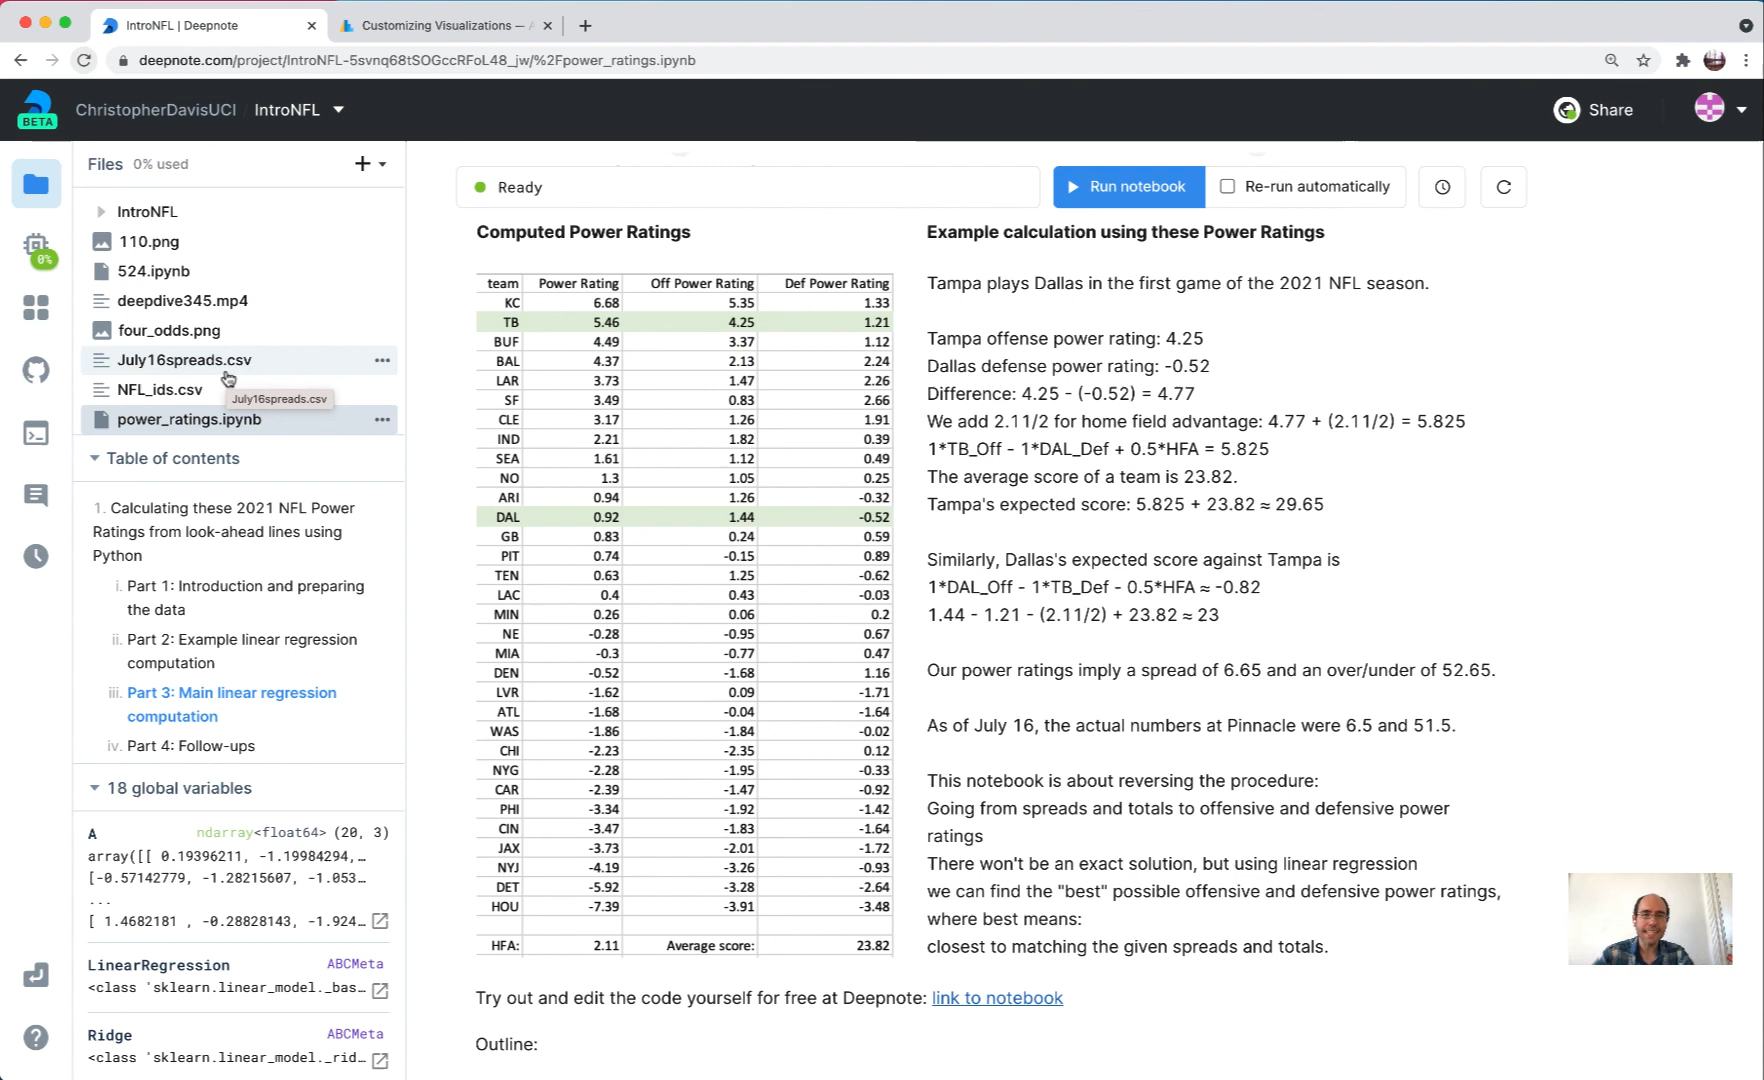 IntroNFL | Deepnote
Customizing Visualizations —
deepnote.com/project/IntroNFL-5svnq68tSOGccRFoL48_jw/%2Fpower_ratings.ipynb
BETA
ChristopherDavisUCI / IntroNFL
Share
Files 0% used
IntroNFL
110.png
0%
524.ipynb
deepdive345.mp4
four_odds.png
July16spreads.csv
NFL_ids.csv
July16spreads.csv
power_ratings.ipynb
Table of contents
1. Calculating these 2021 NFL Power
Ratings from look-ahead lines using
Python
i. Part 1: Introduction and preparing
the data
ii. Part 2: Example linear regression
computation
iii. Part 3: Main linear regression
computation
iv. Part 4: Follow-ups
18 global variables
A ndarray<float64> (20, 3)
array([[ 0.19396211, -1.19984294,…
[-0.57142779, -1.28215607, -1.053…
...
[ 1.4682181 , -0.28828143, -1.924…
LinearRegression ABCMeta
<class 'sklearn.linear_model._bas…
Ridge ABCMeta
<class 'sklearn.linear_model._rid…
Ready
Run notebook
Re-run automatically
Computed Power Ratings
team Power Rating Off Power Rating Def Power Rating
KC 6.68 5.35 1.33
TB 5.46 4.25 1.21
BUF 4.49 3.37 1.12
BAL 4.37 2.13 2.24
LAR 3.73 1.47 2.26
SF 3.49 0.83 2.66
CLE 3.17 1.26 1.91
IND 2.21 1.82 0.39
SEA 1.61 1.12 0.49
NO 1.3 1.05 0.25
ARI 0.94 1.26 -0.32
DAL 0.92 1.44 -0.52
GB 0.83 0.24 0.59
PIT 0.74 -0.15 0.89
TEN 0.63 1.25 -0.62
LAC 0.4 0.43 -0.03
MIN 0.26 0.06 0.2
NE -0.28 -0.95 0.67
MIA -0.3 -0.77 0.47
DEN -0.52 -1.68 1.16
LVR -1.62 0.09 -1.71
ATL -1.68 -0.04 -1.64
WAS -1.86 -1.84 -0.02
CHI -2.23 -2.35 0.12
NYG -2.28 -1.95 -0.33
CAR -2.39 -1.47 -0.92
PHI -3.34 -1.92 -1.42
CIN -3.47 -1.83 -1.64
JAX -3.73 -2.01 -1.72
NYJ -4.19 -3.26 -0.93
DET -5.92 -3.28 -2.64
HOU -7.39 -3.91 -3.48
HFA: 2.11 Average score: 23.82
Example calculation using these Power Ratings
Tampa plays Dallas in the first game of the 2021 NFL season.
Tampa offense power rating: 4.25
Dallas defense power rating: -0.52
Difference: 4.25 - (-0.52) = 4.77
We add 2.11/2 for home field advantage: 4.77 + (2.11/2) = 5.825
1*TB_Off - 1*DAL_Def + 0.5*HFA = 5.825
The average score of a team is 23.82.
Tampa's expected score: 5.825 + 23.82 ≈ 29.65
Similarly, Dallas's expected score against Tampa is
1*DAL_Off - 1*TB_Def - 0.5*HFA ≈ -0.82
1.44 - 1.21 - (2.11/2) + 23.82 ≈ 23
Our power ratings imply a spread of 6.65 and an over/under of 52.65.
As of July 16, the actual numbers at Pinnacle were 6.5 and 51.5.
This notebook is about reversing the procedure:
Going from spreads and totals to offensive and defensive power
ratings
There won't be an exact solution, but using linear regression
we can find the "best" possible offensive and defensive power ratings,
where best means:
closest to matching the given spreads and totals.
Try out and edit the code yourself for free at Deepnote: link to notebook
Outline: